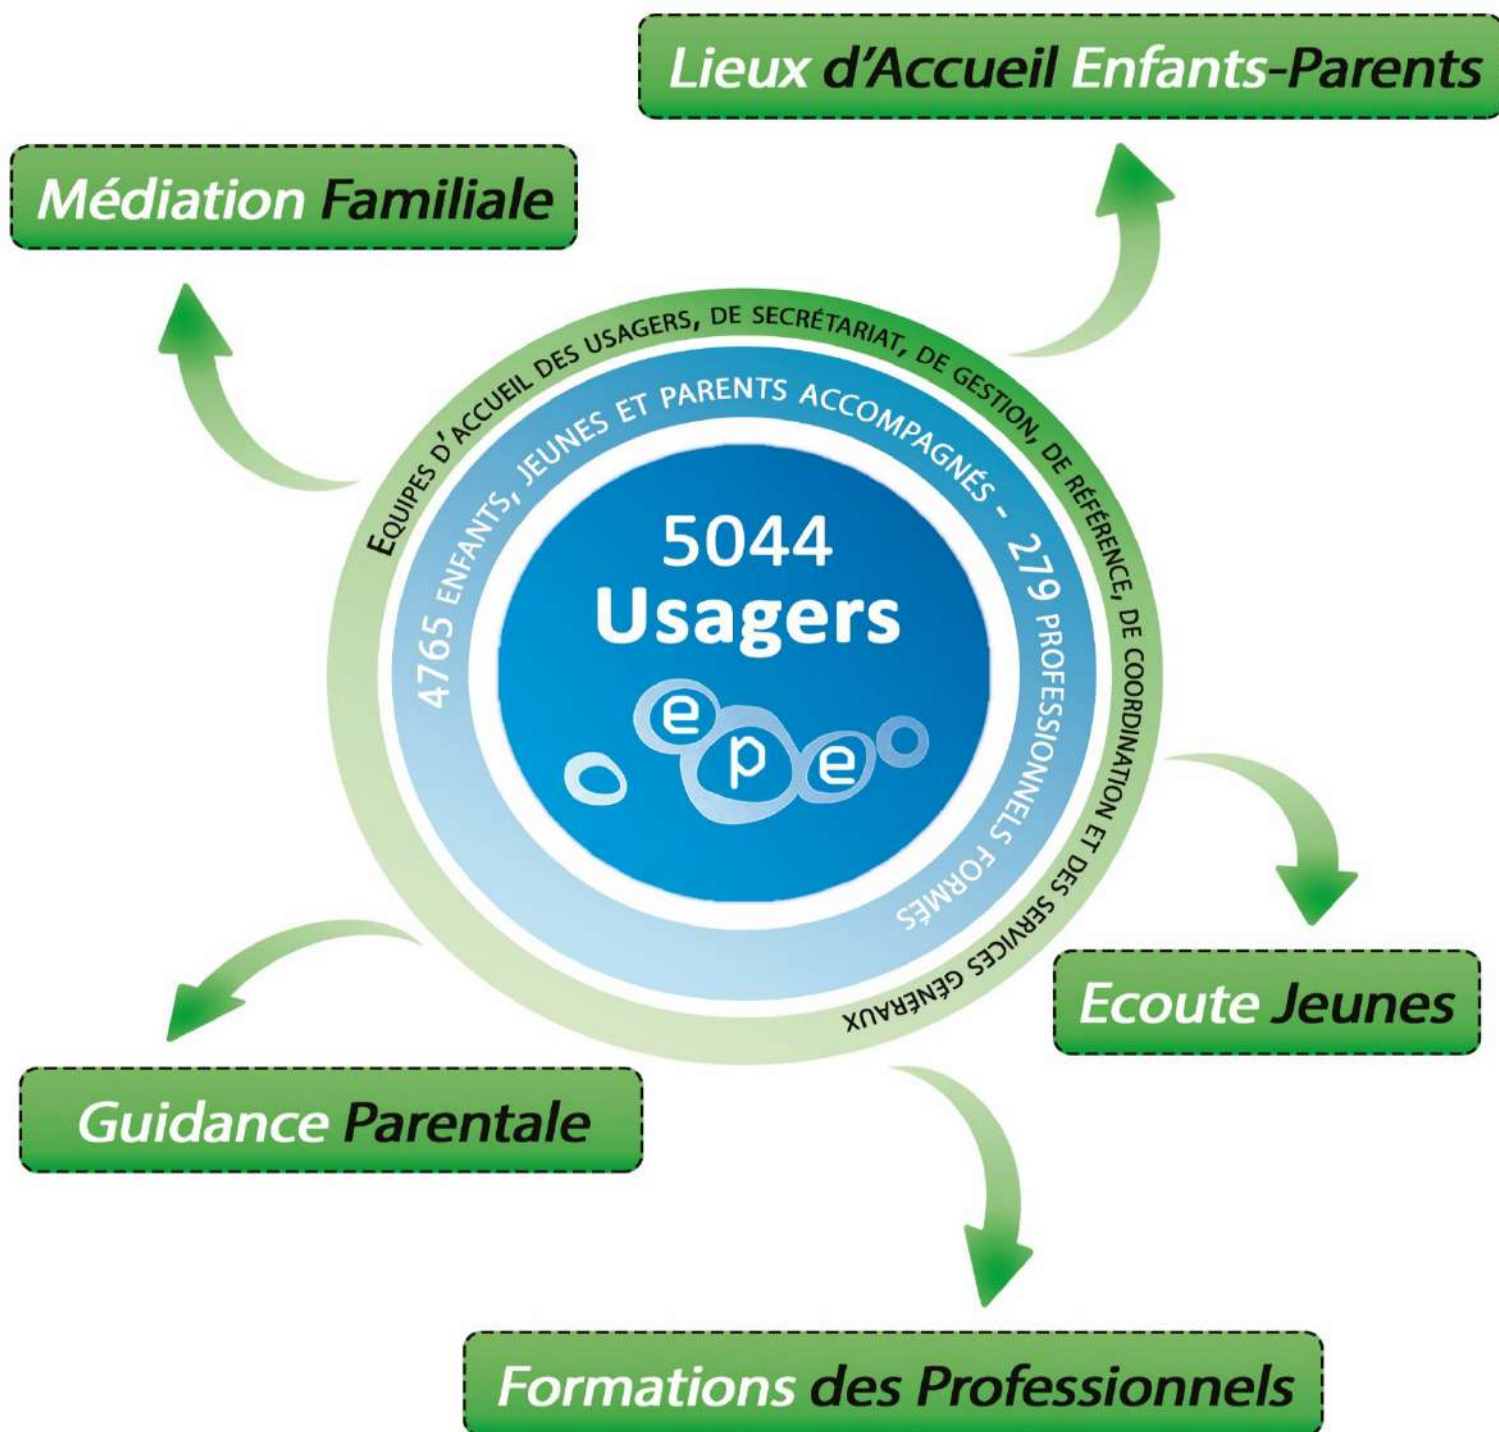 Lieux d'Accueil Enfants-Parents
Médiation Familiale
EQUIPES D'ACCUEIL DES USAGERS, DE SECRÉTARIAT, DE GESTION, DE RÉFÉRENCE, DE COORDINATION ET DES SERVICES GÉNÉRAUX
4765 ENFANTS, JEUNES ET PARENTS ACCOMPAGNÉS - 279 PROFESSIONNELS FORMÉS
5044
Usagers
epe
Ecoute Jeunes
Guidance Parentale
Formations des Professionnels